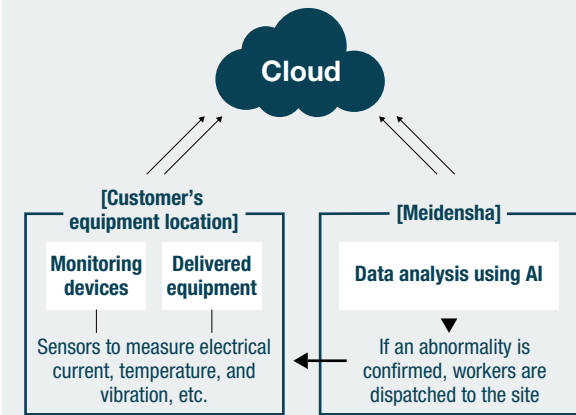 Cloud
[Customer's
equipment location]
Monitoring
devices
Delivered
equipment
Sensors to measure electrical
current, temperature, and
vibration, etc.
[Meidensha]
Data analysis using AI
If an abnormality is
confirmed, workers are
dispatched to the site